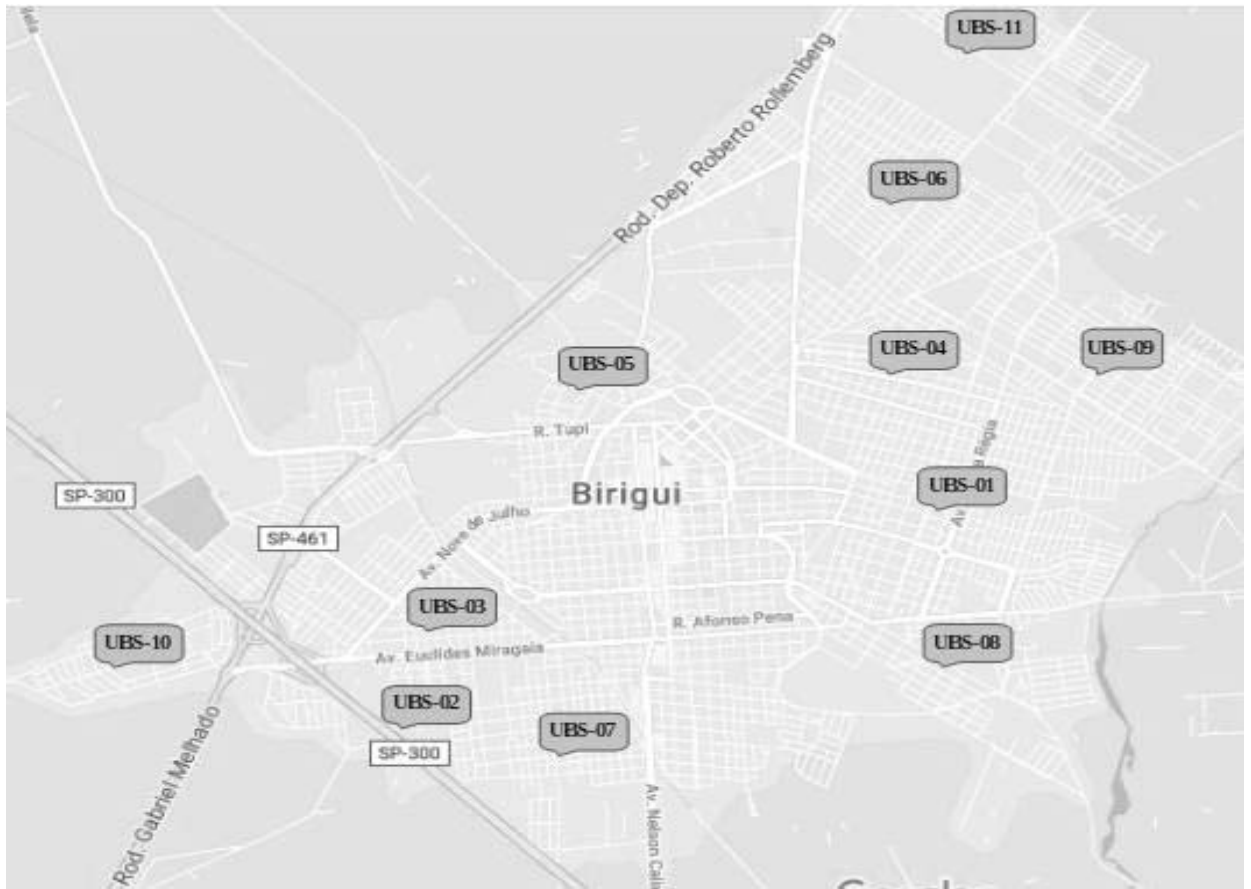 UBS-11
Rod. Dep. Roberto Rollemberg
UBS-06
UBS-04
UBS-09
UBS-05
R. Tupi
UBS-01
Birigui
SP-300
Av. Nove de Julho
SP-461
UBS-03
R. Afonso Pena
UBS-10
Av. Euclides Miragaia
UBS-08
UBS-02
UBS-07
SP-300
Rod. Gabriel Melhado
Av. Nelson